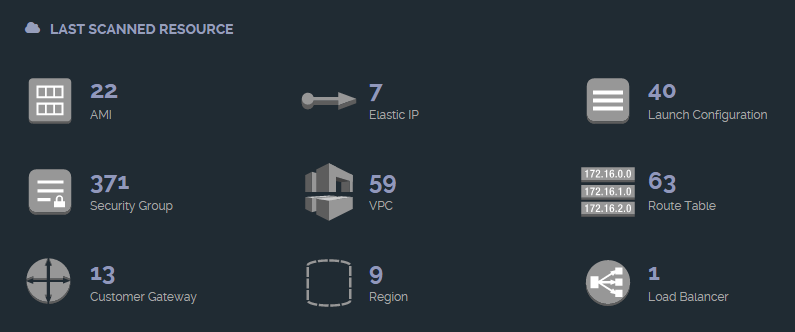 LAST SCANNED RESOURCE
22
AMI
7
Elastic IP
40
Launch Configuration
371
Security Group
59
VPC
172.16.0.0
172.16.1.0
172.16.2.0
63
Route Table
13
Customer Gateway
9
Region
1
Load Balancer